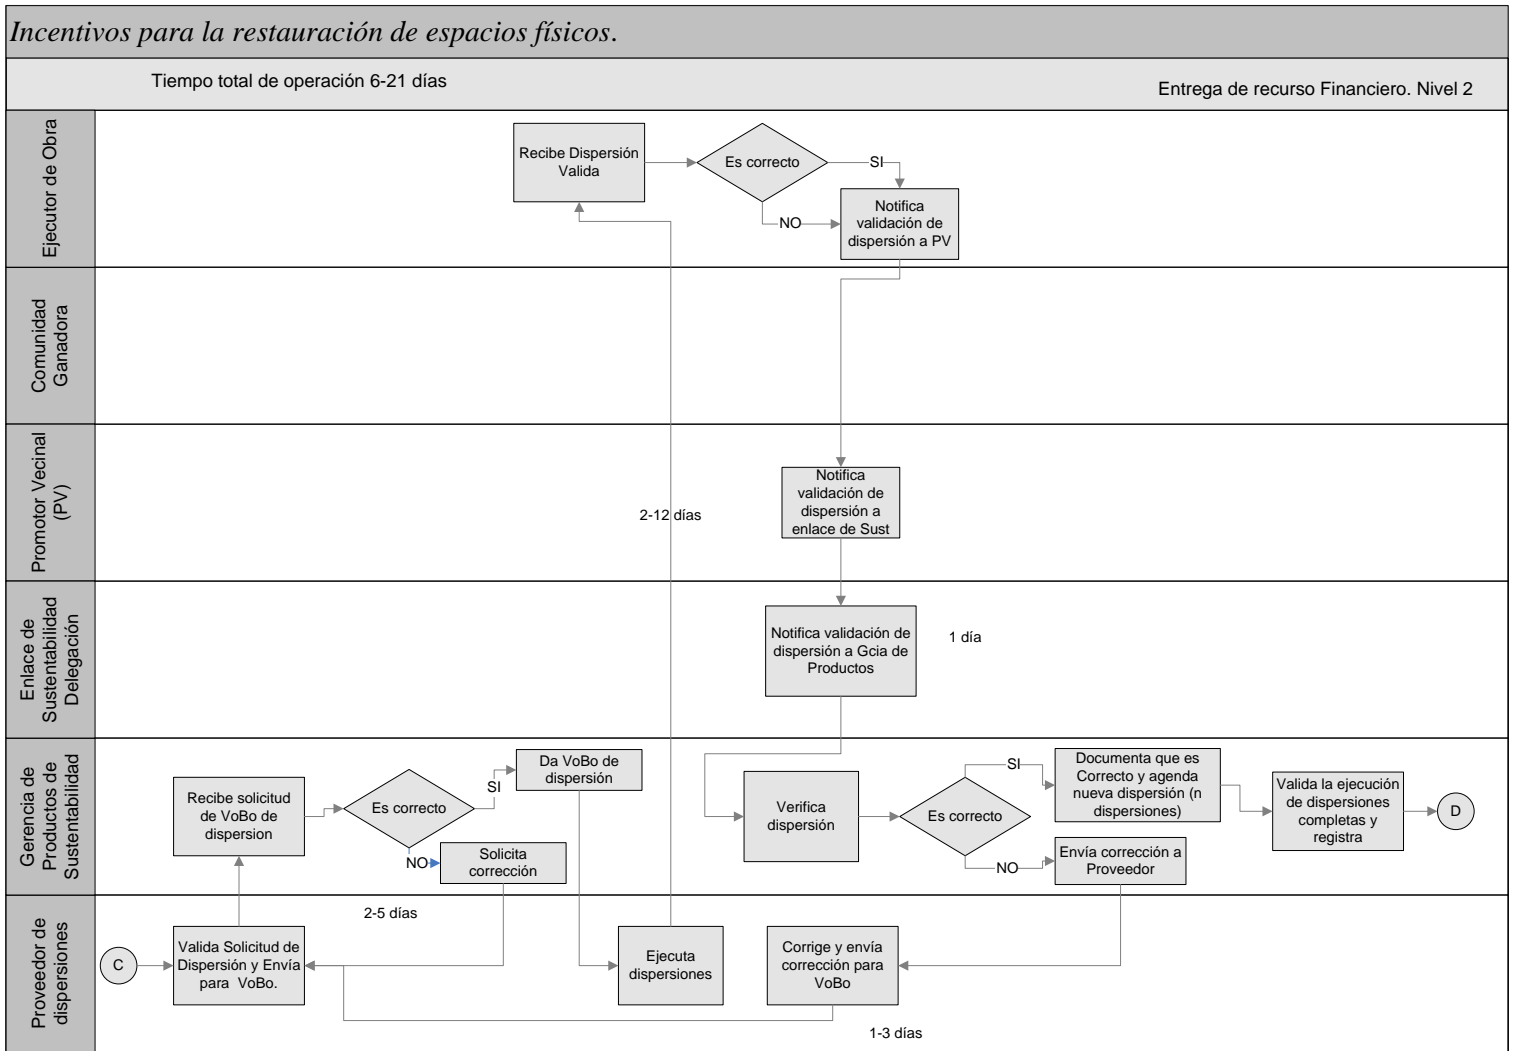 Incentivos para la restauración de espacios físicos.
Tiempo total de operación 6-21 días
Entrega de recurso Financiero. Nivel 2
Ejecutor de Obra
Recibe Dispersión
Valida
Es correcto
SI
NO
Notifica
validación de
dispersión a PV
Comunidad
Ganadora
Promotor Vecinal
(PV)
2-12 días
Notifica
validación de
dispersión a
enlace de Sust
Enlace de
Sustentabilidad
Delegación
Notifica validación de
dispersión a Gcia de
Productos
1 día
Gerencia de
Productos de
Sustentabilidad
Recibe solicitud
de VoBo de
dispersion
Es correcto
SI
NO
Da VoBo de
dispersión
Solicita
corrección
Verifica
dispersión
Es correcto
SI
NO
Documenta que es
Correcto y agenda
nueva dispersión (n
dispersiones)
Envía corrección a
Proveedor
Valida la ejecución
de dispersiones
completas y
registra
D
Proveedor de
dispersiones
C
Valida Solicitud de
Dispersión y Envía
para VoBo.
2-5 días
Ejecuta
dispersiones
Corrige y envía
corrección para
VoBo
1-3 días